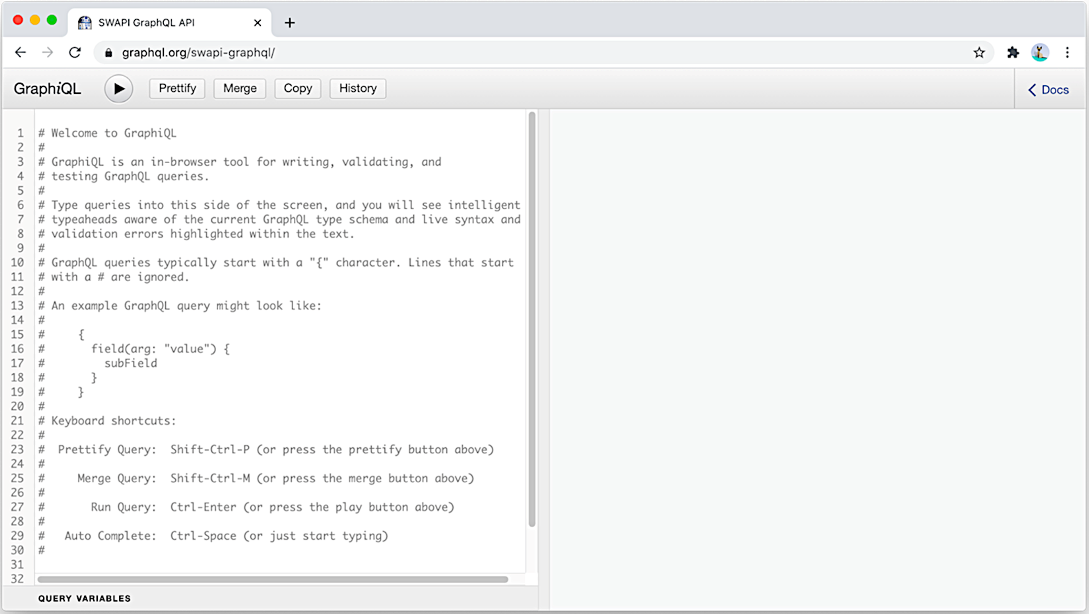 SWAPI GraphQL API
graphql.org/swapi-graphql/
GraphiQL
Prettify
Merge
Copy
History
Docs
1 # Welcome to GraphiQL
2 #
3 # GraphiQL is an in-browser tool for writing, validating, and
4 # testing GraphQL queries.
5 #
6 # Type queries into this side of the screen, and you will see intelligent
7 # typeaheads aware of the current GraphQL type schema and live syntax and
8 # validation errors highlighted within the text.
9 #
10 # GraphQL queries typically start with a "{" character. Lines that start
11 # with a # are ignored.
12 #
13 # An example GraphQL query might look like:
14 #
15 #     {
16 #       field(arg: "value") {
17 #         subField
18 #       }
19 #     }
20 #
21 # Keyboard shortcuts:
22 #
23 #  Prettify Query:  Shift-Ctrl-P (or press the prettify button above)
24 #
25 #     Merge Query:  Shift-Ctrl-M (or press the merge button above)
26 #
27 #       Run Query:  Ctrl-Enter (or press the play button above)
28 #
29 #   Auto Complete:  Ctrl-Space (or just start typing)
30 #
31
32
QUERY VARIABLES